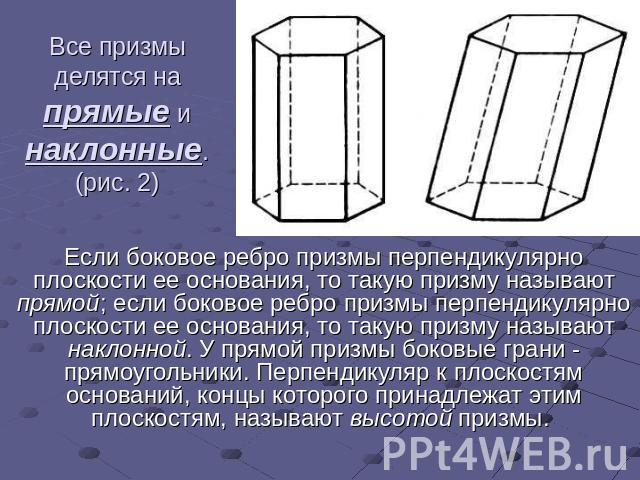 Все призмы
делятся на
прямые и
наклонные.
(рис. 2)
Если боковое ребро призмы перпендикулярно
плоскости ее основания, то такую призму называют
прямой; если боковое ребро призмы перпендикулярно
плоскости ее основания, то такую призму называют
наклонной. У прямой призмы боковые грани -
прямоугольники. Перпендикуляр к плоскостям
оснований, концы которого принадлежат этим
плоскостям, называют высотой призмы.
PPt4WEB.ru